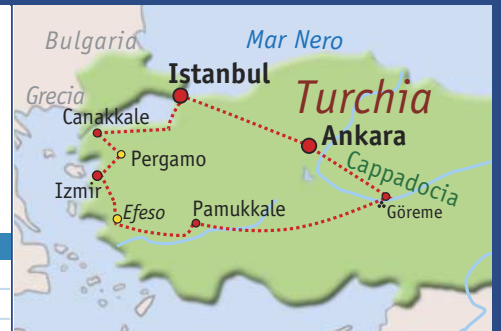 Bulgaria
Mar Nero
Istanbul
Grecia
Turchia
Canakkale
Ankara
Pergamo
Cappadocia
Izmir
Efeso
Pamukkale
Göreme